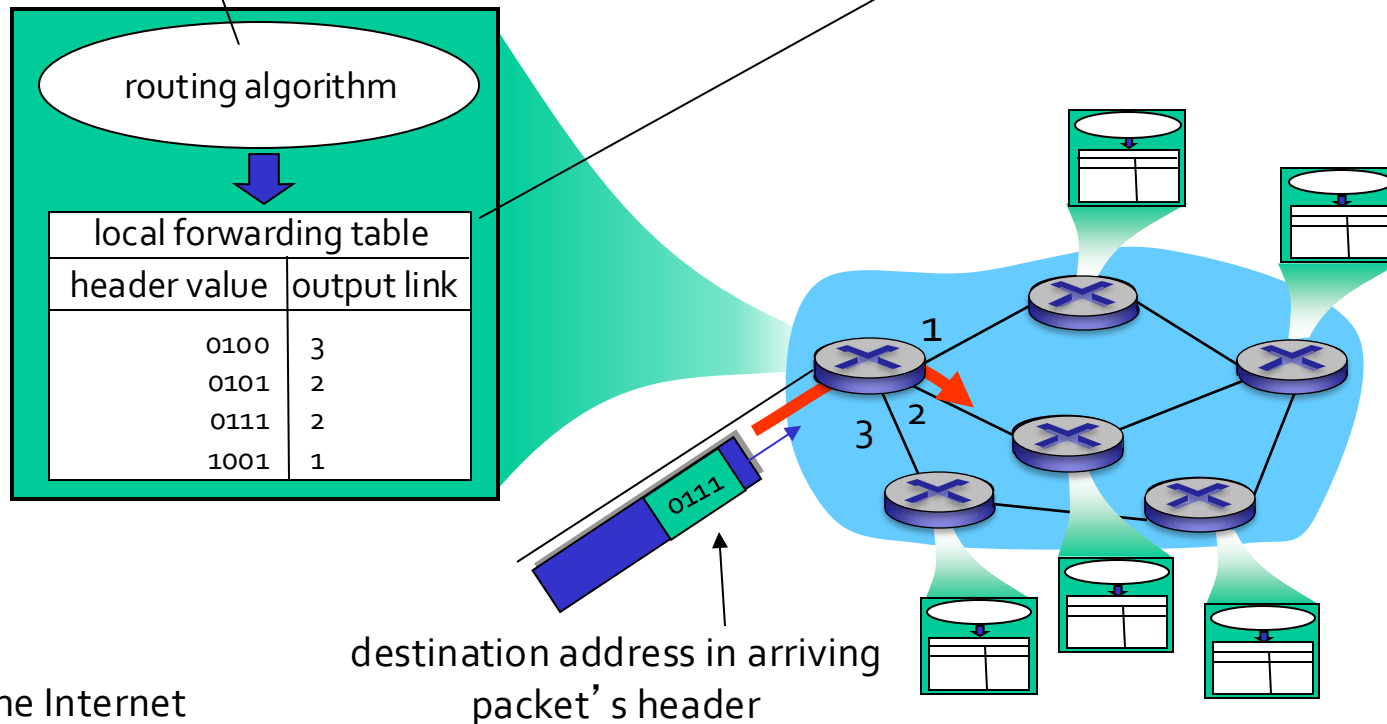 routing algorithm
local forwarding table
header value output link
0100 3
0101 2
0111 2
1001 1
1
2
3
0111
destination address in arriving
packet’s header
ne Internet